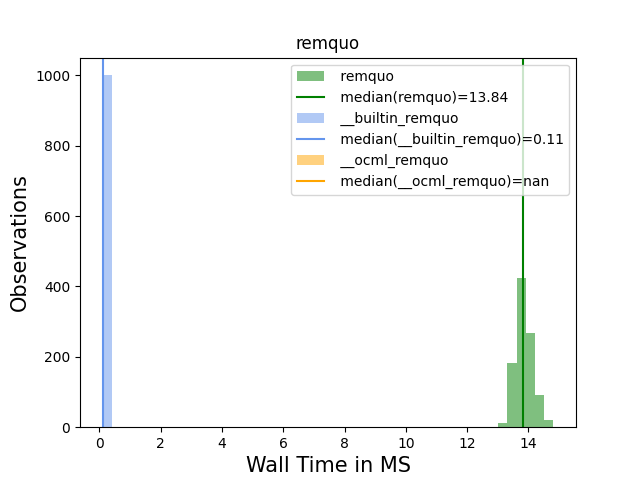 remquo
1000
800
600
400
200
0
Observations
remquo
median(remquo)=13.84
__builtin_remquo
median(__builtin_remquo)=0.11
__ocml_remquo
median(__ocml_remquo)=nan
0 2 4 6 8 10 12 14
Wall Time in MS